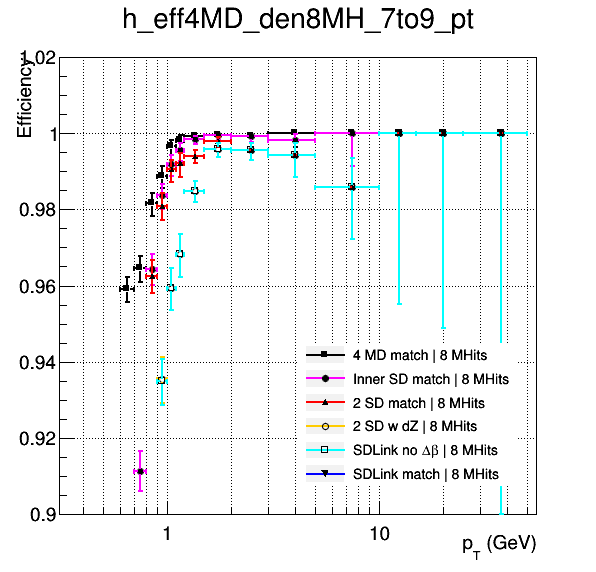 h_eff4MD_den8MH_7to9_pt
Efficiency
1.02
1
0.98
0.96
0.94
0.92
0.9
4 MD match | 8 MHits
Inner SD match | 8 MHits
2 SD match | 8 MHits
2 SD w dZ | 8 MHits
SDLink no Δβ | 8 MHits
SDLink match | 8 MHits
1
10
p_T (GeV)